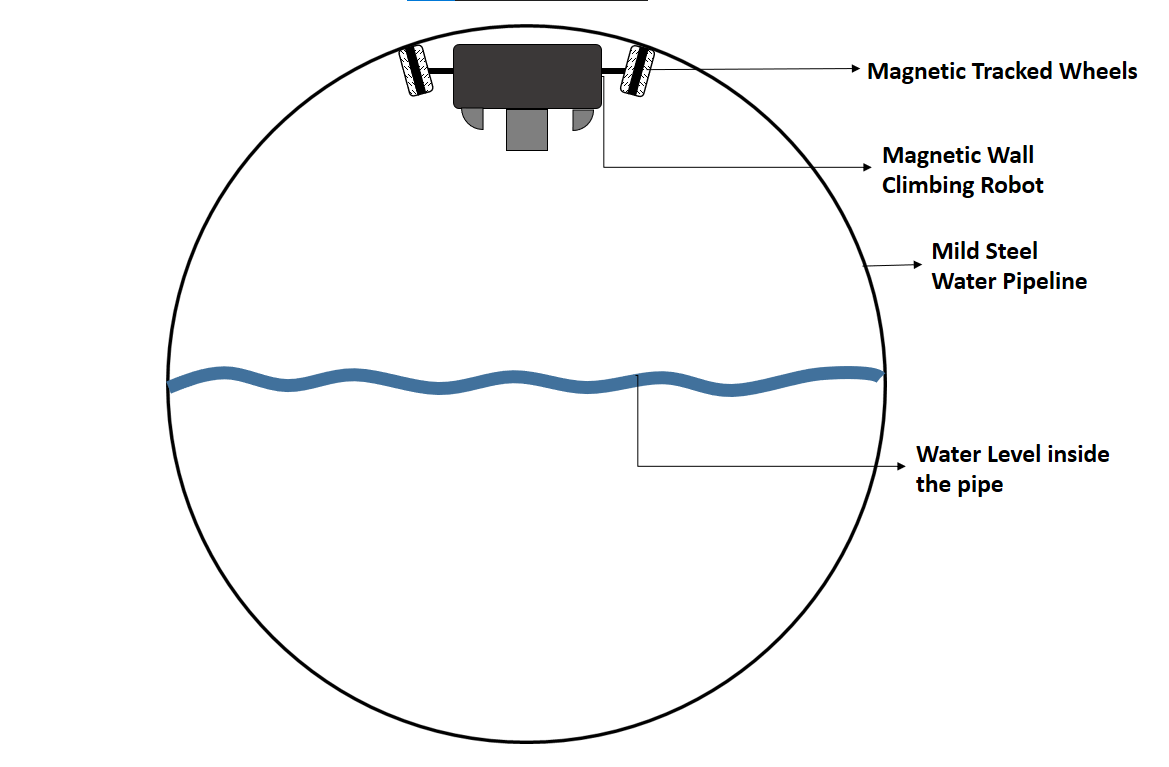 Magnetic Tracked Wheels
Magnetic Wall
Climbing Robot
Mild Steel
Water Pipeline
Water Level inside
the pipe